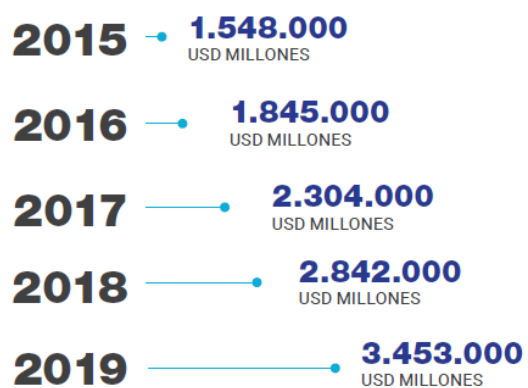 2015 1.548.000
USD MILLONES
2016 1.845.000
USD MILLONES
2017 2.304.000
USD MILLONES
2018 2.842.000
USD MILLONES
2019 3.453.000
USD MILLONES